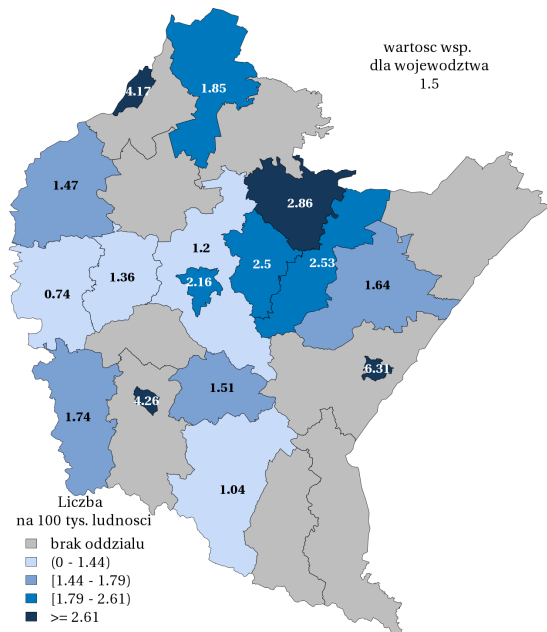 wartosc wsp.
dla wojewodztwa
1.5
4.17
1.85
1.47
2.86
1.2
2.5
2.53
0.74
1.36
2.16
1.64
6.31
1.74
4.26
1.51
1.04
Liczba
na 100 tys. ludnosci
brak oddzialu
(0 - 1.44)
[1.44 - 1.79)
[1.79 - 2.61)
>= 2.61